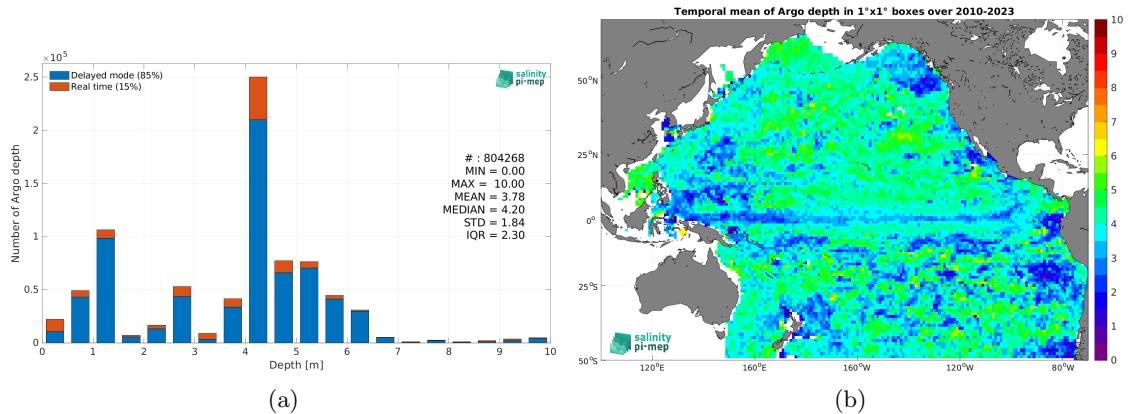 ×10⁵
Delayed mode (85%)
Real time (15%)
salinity
pi-mep
2.5
2
1.5
1
0.5
0
Number of Argo depth
# : 804268
MIN = 0.00
MAX = 10.00
MEAN = 3.78
MEDIAN = 4.20
STD = 1.84
IQR = 2.30
0 1 2 3 4 5 6 7 8 9 10
Depth [m]
(a)
Temporal mean of Argo depth in 1°x1° boxes over 2010-2023
50°N
25°N
0°
25°S
50°S
120°E 160°E 160°W 120°W 80°W
salinity
pi-mep
10
9
8
7
6
5
4
3
2
1
0
(b)